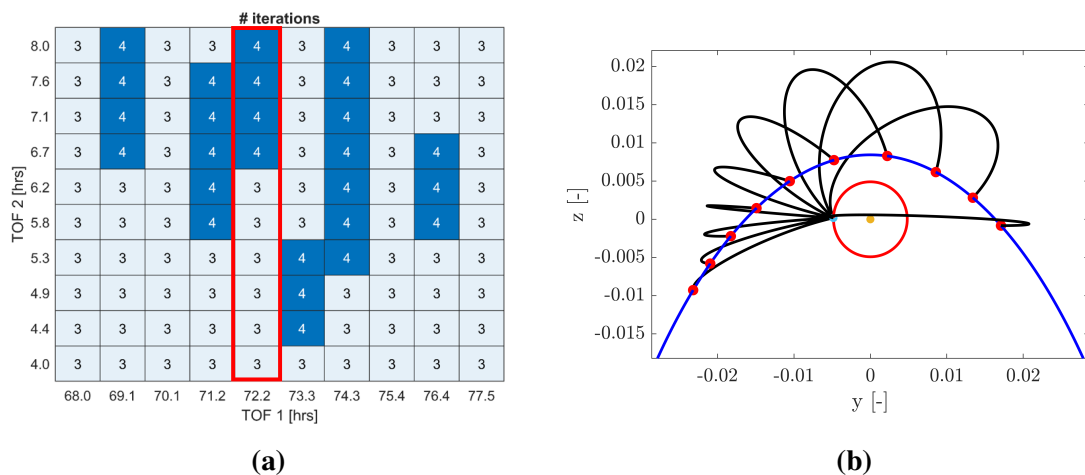 # iterations
8.0 3 4 3 3 4 3 4 3 3 3
7.6 3 4 3 4 4 3 4 3 3 3
7.1 3 4 3 4 4 3 4 3 3 3
6.7 3 4 3 4 4 3 4 3 4 3
6.2 3 3 3 4 3 3 4 3 4 3
5.8 3 3 3 4 3 3 4 3 4 3
5.3 3 3 3 3 3 4 4 3 3 3
4.9 3 3 3 3 3 4 3 3 3 3
4.4 3 3 3 3 3 4 3 3 3 3
4.0 3 3 3 3 3 3 3 3 3 3
TOF 2 [hrs]
68.0 69.1 70.1 71.2 72.2 73.3 74.3 75.4 76.4 77.5
TOF 1 [hrs]
(a)
0.02
0.015
0.01
0.005
0
-0.005
-0.01
-0.015
z [-]
-0.02 -0.01 0 0.01 0.02
y [-]
(b)